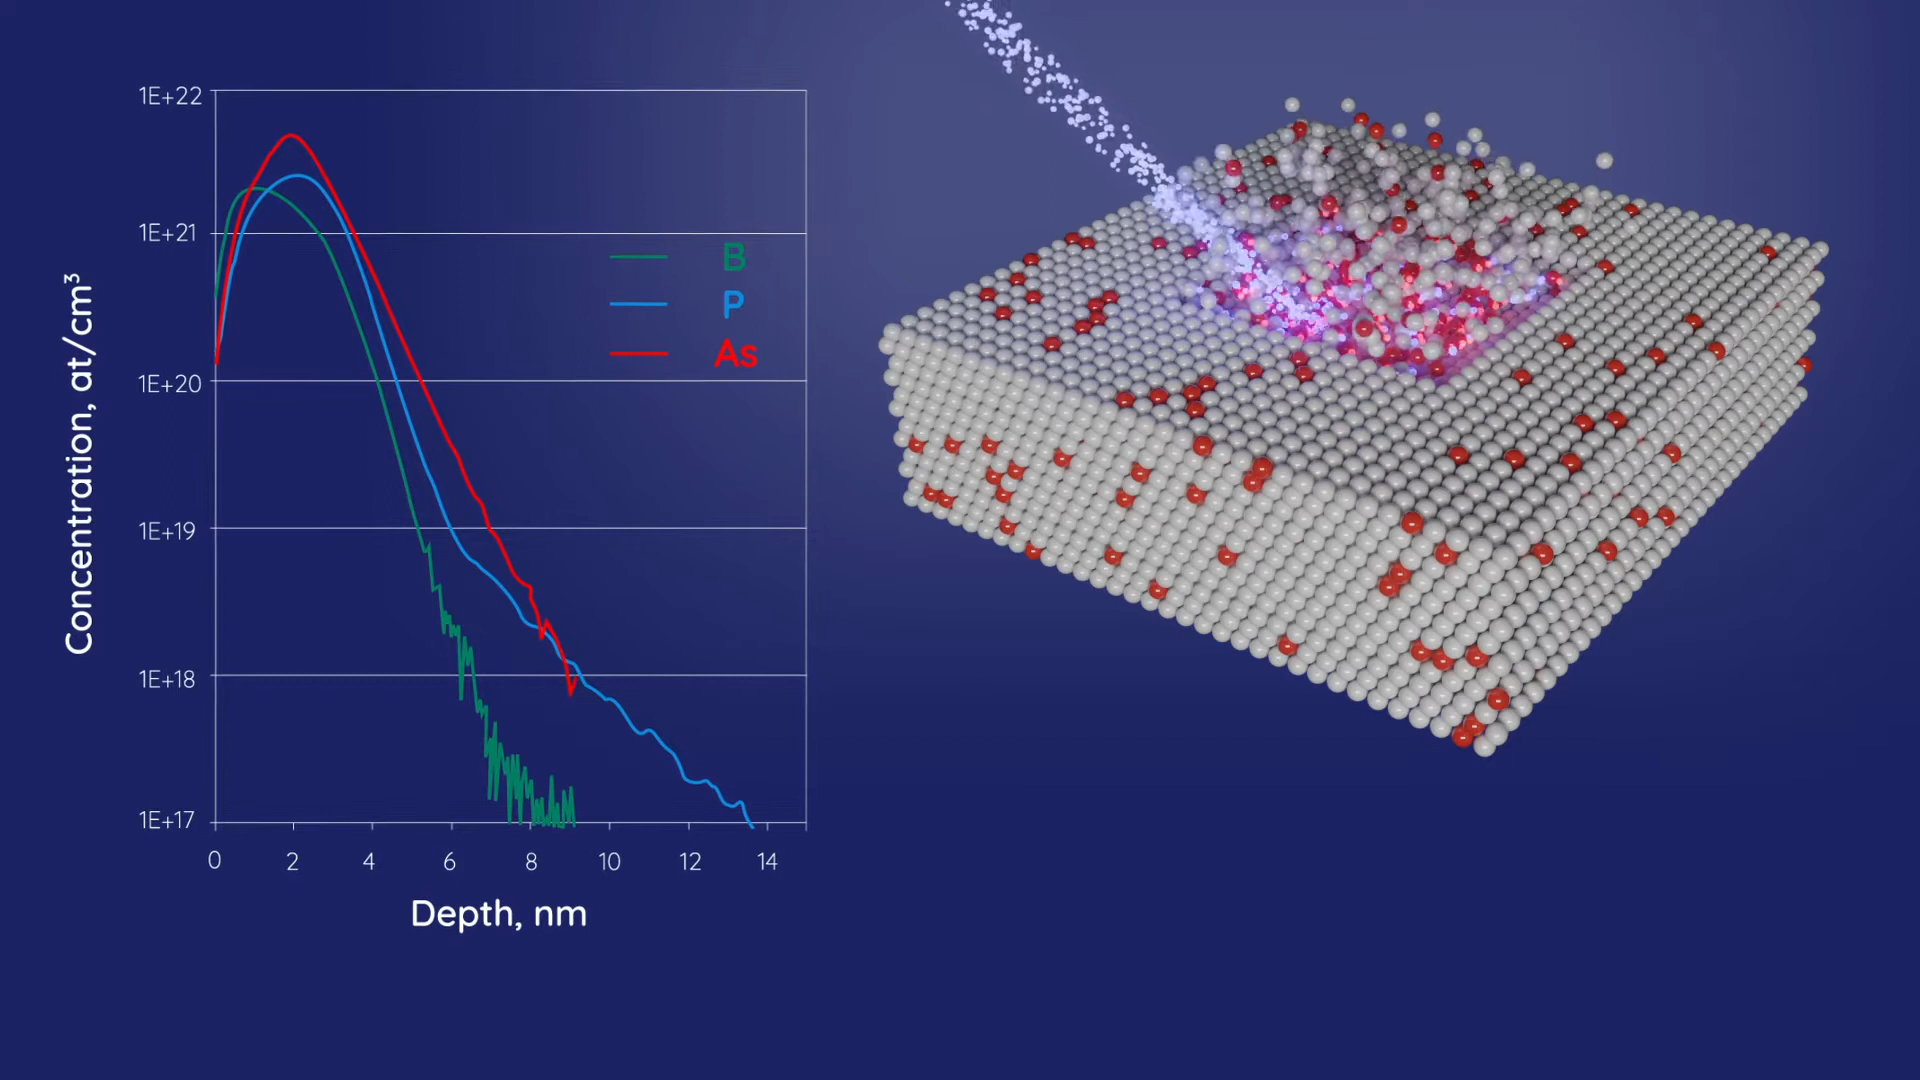 Concentration, at/cm³
1E+22
1E+21
1E+20
1E+19
1E+18
1E+17
B
P
As
0 2 4 6 8 10 12 14
Depth, nm